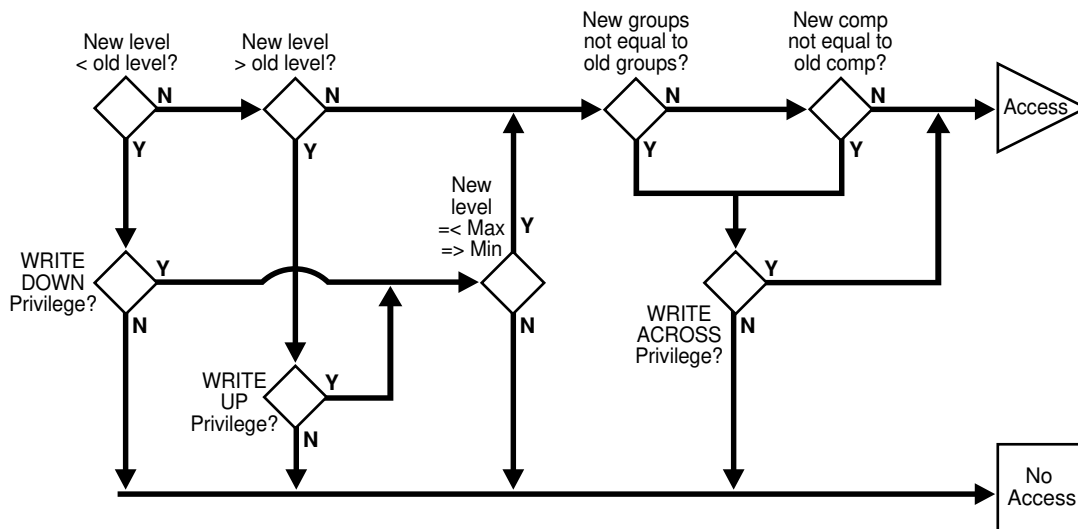 New level
< old level?
New level
> old level?
New groups
not equal to
old groups?
New comp
not equal to
old comp?
N
N
N
N
Access
Y
Y
Y
Y
New
level
=< Max
=> Min
Y
WRITE
DOWN
Privilege?
Y
N
N
Y
N
WRITE
ACROSS
Privilege?
WRITE
UP
Privilege?
Y
N
No
Access